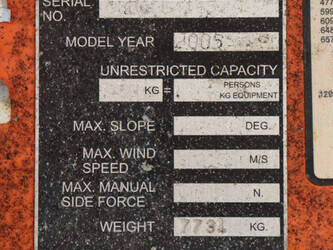 SERIAL
NO.
MODEL YEAR 2005
UNRESTRICTED CAPACITY
KG = PERSONS
KG EQUIPMENT
MAX. SLOPE DEG.
MAX. WIND
SPEED M/S
MAX. MANUAL
SIDE FORCE N.
WEIGHT 7731 KG.